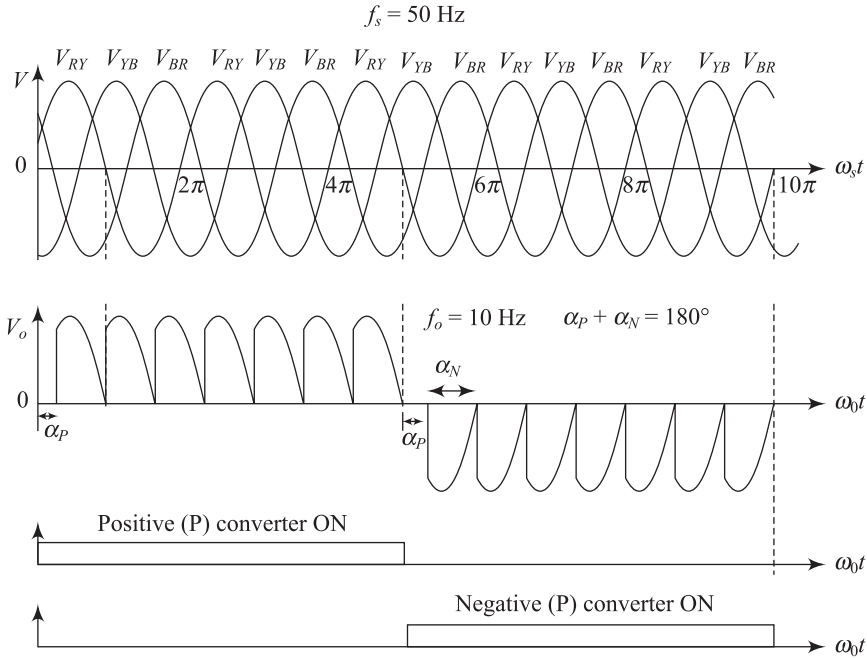 f_s = 50 Hz
V_RY V_YB V_BR V_RY V_YB V_BR V_RY V_YB V_BR V_RY V_YB V_BR V_RY V_YB V_BR
V
0
2π 4π 6π 8π 10π
ω_s t
V_o
f_o = 10 Hz α_P + α_N = 180°
α_N
0
ω_0 t
α_P
α_P
Positive (P) converter ON
ω_0 t
Negative (P) converter ON
ω_0 t